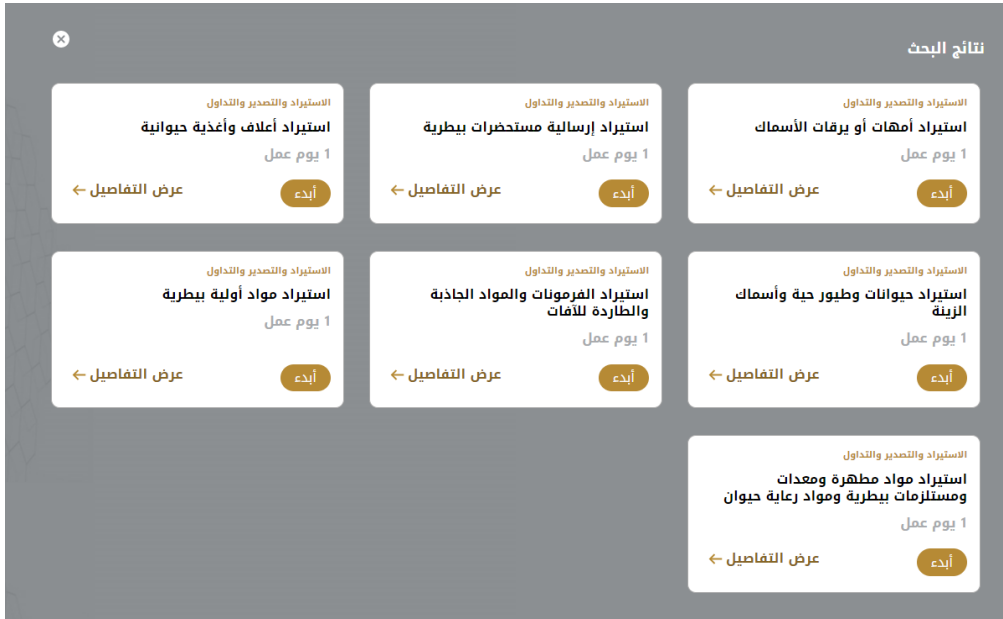 نتائج البحث
الاستيراد والتصدير والتداول
استيراد أمهات أو يرقات الأسماك
1 يوم عمل
أبدء
عرض التفاصيل
الاستيراد والتصدير والتداول
استيراد إرسالية مستحضرات بيطرية
1 يوم عمل
أبدء
عرض التفاصيل
الاستيراد والتصدير والتداول
استيراد أعلاف وأغذية حيوانية
1 يوم عمل
أبدء
عرض التفاصيل
الاستيراد والتصدير والتداول
استيراد حيوانات وطيور حية وأسماك
الزينة
1 يوم عمل
أبدء
عرض التفاصيل
الاستيراد والتصدير والتداول
استيراد الفرمونات والمواد الجاذبة
والطاردة للآفات
1 يوم عمل
أبدء
عرض التفاصيل
الاستيراد والتصدير والتداول
استيراد مواد أولية بيطرية
1 يوم عمل
أبدء
عرض التفاصيل
الاستيراد والتصدير والتداول
استيراد مواد مطهرة ومعدات
ومستلزمات بيطرية ومواد رعاية حيوان
1 يوم عمل
أبدء
عرض التفاصيل